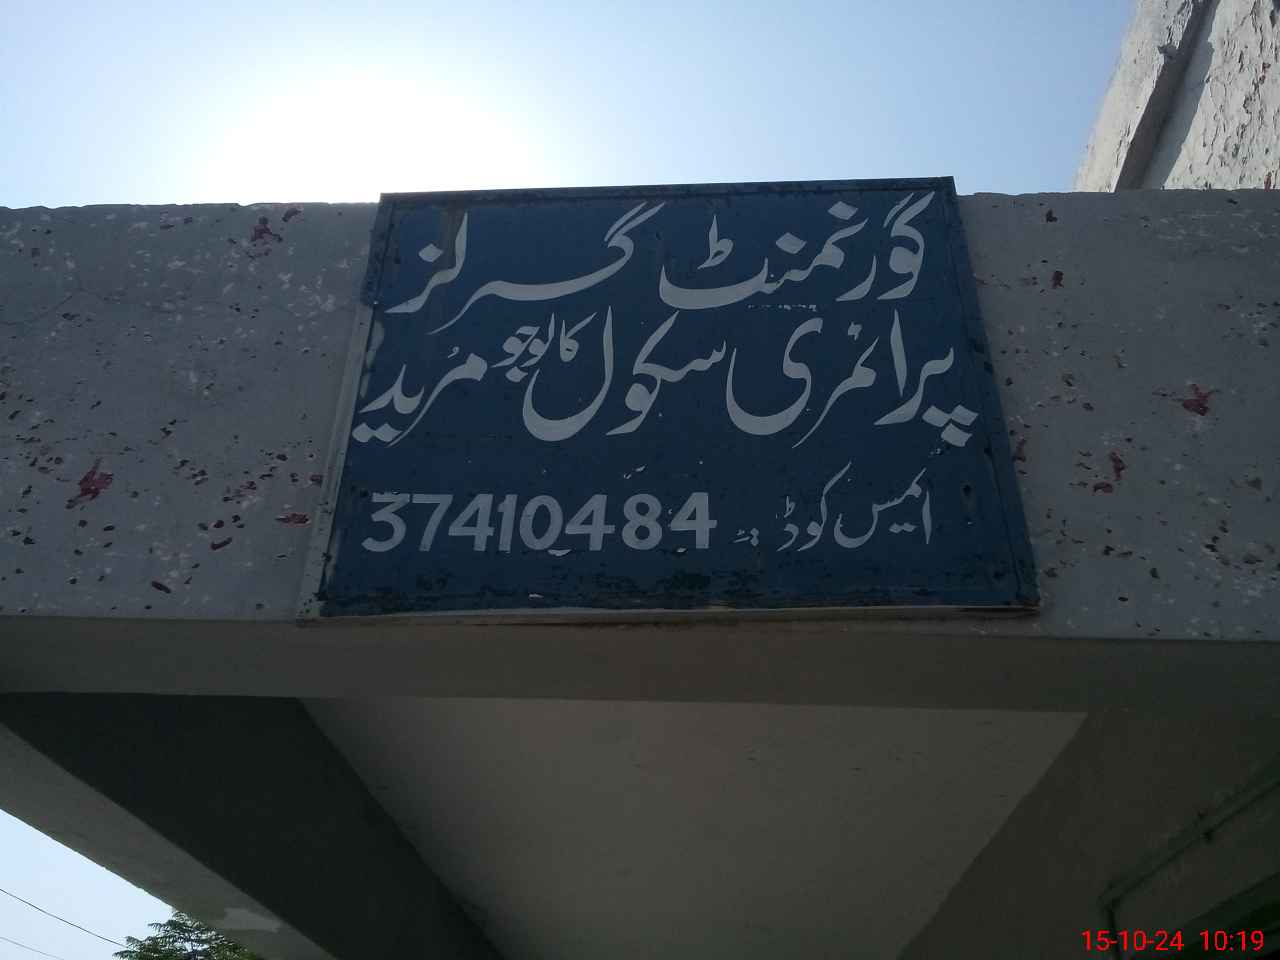 گورنمنٹ گرلز
پرائمری سکول کالوجو مرید
ایمس کوڈ 37410484
15-10-24 10:19